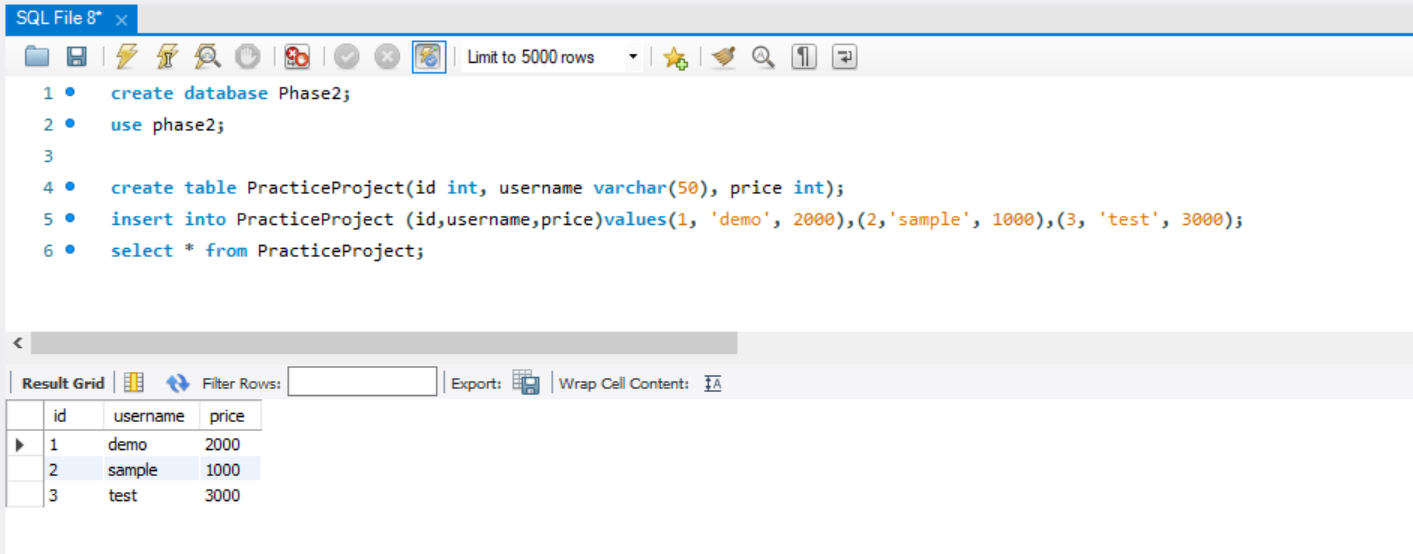 SQL File 8*
Limit to 5000 rows
1 create database Phase2;
2 use phase2;
3
4 create table PracticeProject(id int, username varchar(50), price int);
5 insert into PracticeProject (id,username,price)values(1, 'demo', 2000),(2,'sample', 1000),(3, 'test', 3000);
6 select * from PracticeProject;
Result Grid Filter Rows: Export: Wrap Cell Content:
id username price
1 demo 2000
2 sample 1000
3 test 3000